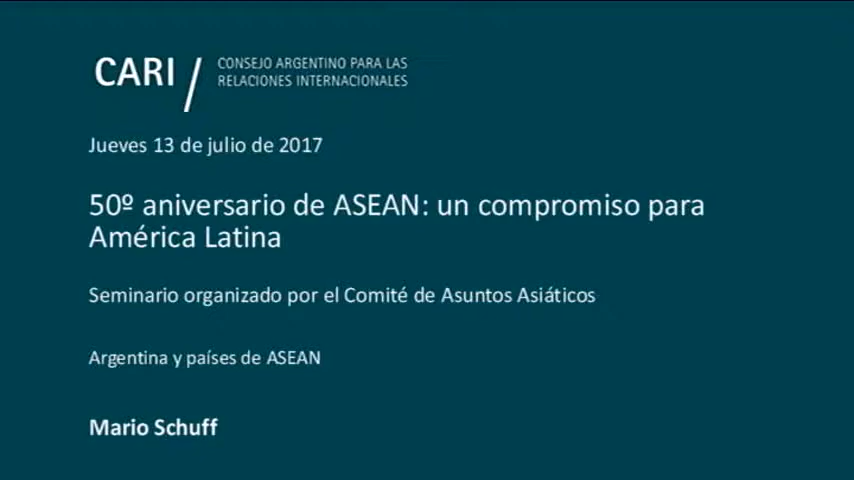 CARI / CONSEJO ARGENTINO PARA LAS
RELACIONES INTERNACIONALES
Jueves 13 de julio de 2017
50º aniversario de ASEAN: un compromiso para
América Latina
Seminario organizado por el Comité de Asuntos Asiáticos
Argentina y países de ASEAN
Mario Schuff